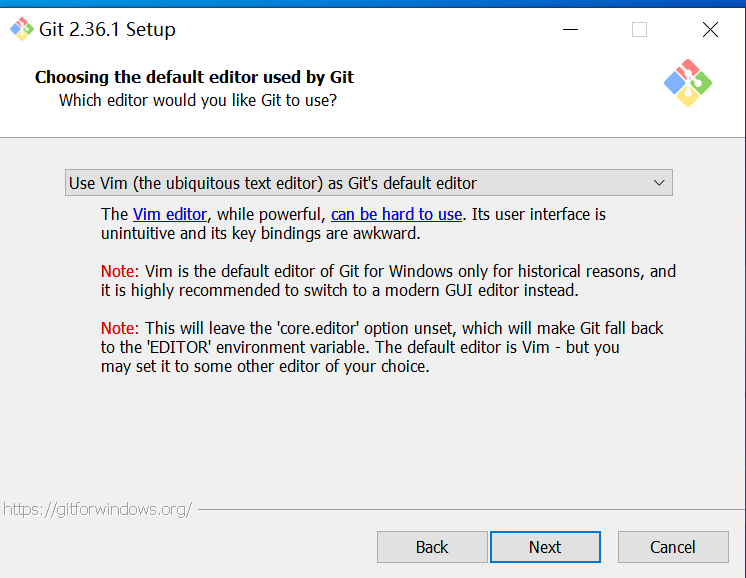 Git 2.36.1 Setup
Choosing the default editor used by Git
Which editor would you like Git to use?
Use Vim (the ubiquitous text editor) as Git's default editor
The Vim editor, while powerful, can be hard to use. Its user interface is
unintuitive and its key bindings are awkward.
Note: Vim is the default editor of Git for Windows only for historical reasons, and
it is highly recommended to switch to a modern GUI editor instead.
Note: This will leave the 'core.editor' option unset, which will make Git fall back
to the 'EDITOR' environment variable. The default editor is Vim - but you
may set it to some other editor of your choice.
https://gitforwindows.org/
Back
Next
Cancel